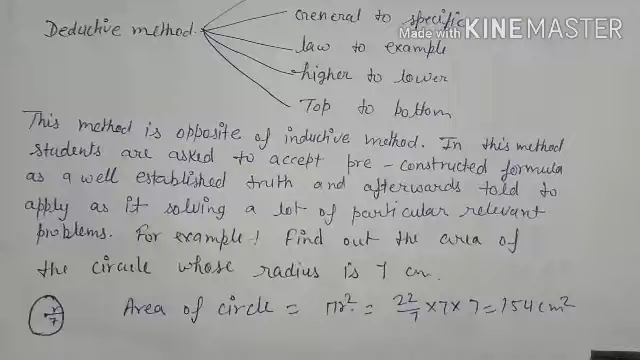 General to specific
Made with KINEMASTER
Deductive method
law to example
higher to lower
Top to bottom
This method is opposite of inductive method. In this method
students are asked to accept pre-constructed formula
as a well established truth and afterwards told to
apply as it solving a lot of particular relevant
problems. For example! Find out the area of
the circule whose radius is 7 cm.
r
7
Area of circle = πr² = 22/7 × 7 × 7 = 154 cm²